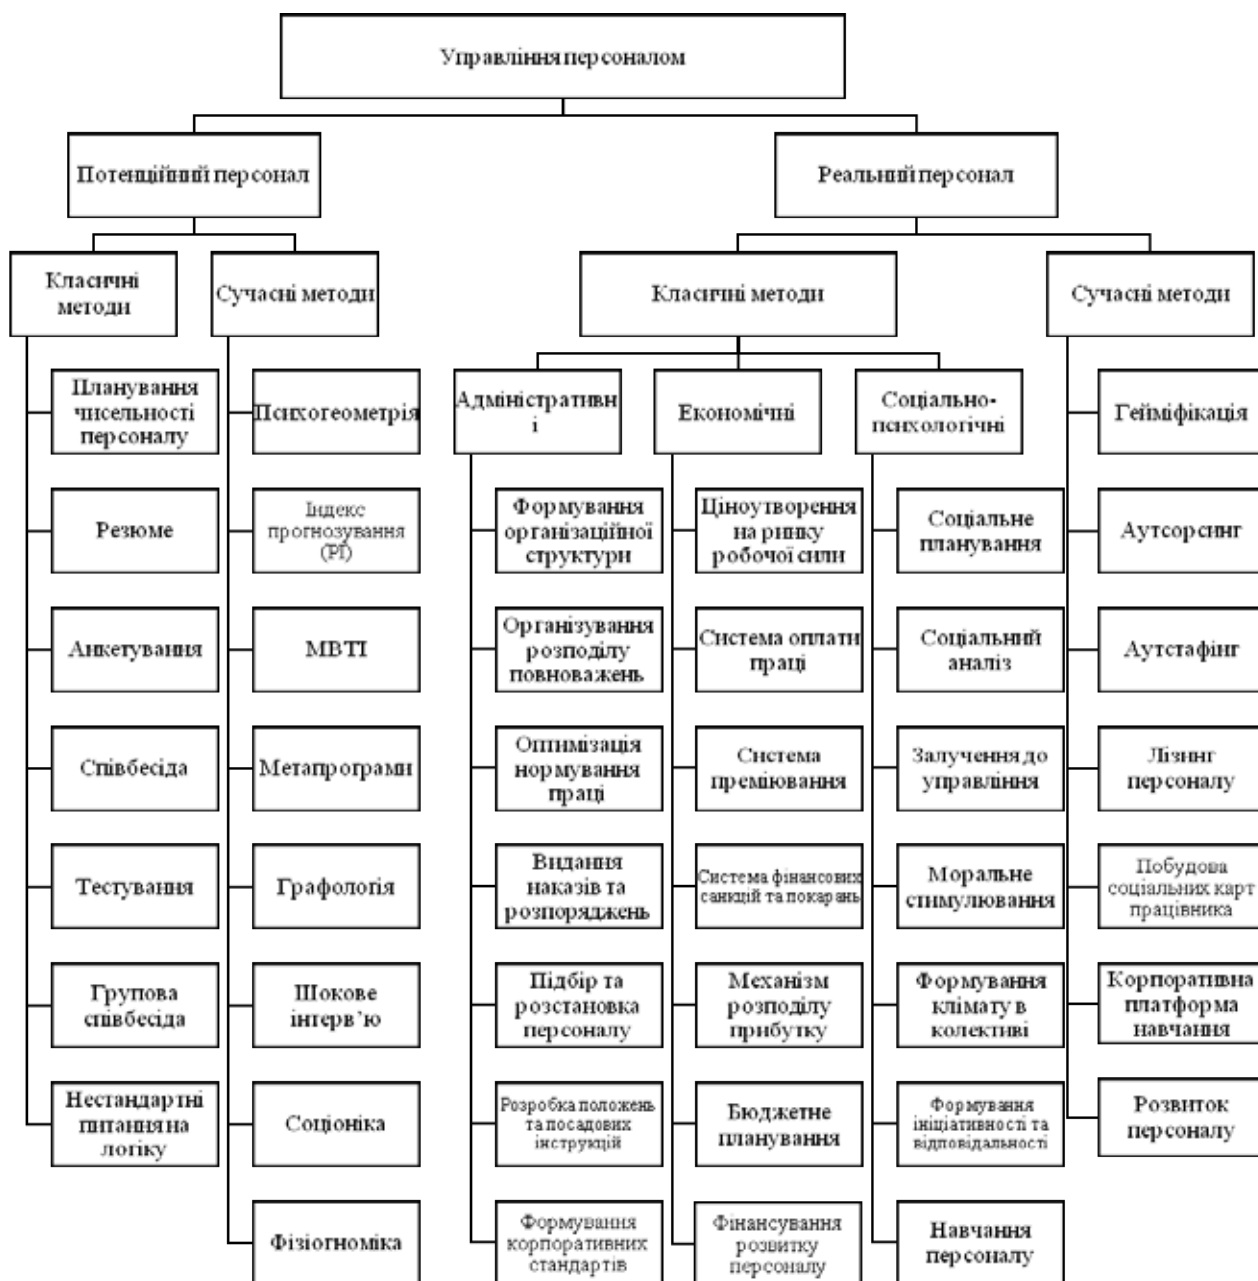 Управління персоналом
Потенційний персонал
Реальний персонал
Класичні
методи
Сучасні методи
Класичні методи
Сучасні методи
Планування
чисельності
персоналу
Резюме
Анкетування
Співбесіда
Тестування
Групова
співбесіда
Нестандартні
питання на
логіку
Психогеометрія
Індекс
прогнозування
(PI)
MBTI
Метапрограми
Графологія
Шокове
інтерв’ю
Соціоніка
Фізіогноміка
Адміністративн
і
Формування
організаційної
структури
Організування
розподілу
повноважень
Оптимізація
нормування
праці
Видання
наказів та
розпоряджень
Підбір та
розстановка
персоналу
Розробка положень
та посадових
інструкцій
Формування
корпоративних
стандартів
Економічні
Ціноутворення
на ринку
робочої сили
Система оплати
праці
Система
преміювання
Система фінансових
санкцій та покарань
Механізм
розподілу
прибутку
Бюджетне
планування
Фінансування
розвитку
персоналу
Соціально-
психологічні
Соціальне
планування
Соціальний
аналіз
Залучення до
управління
Моральне
стимулювання
Формування
клімату в
колективі
Формування
ініціативності та
відповідальності
Навчання
персоналу
Гейміфікація
Аутсорсинг
Аутстафінг
Лізинг
персоналу
Побудова
соціальних карт
працівника
Корпоративна
платформа
навчання
Розвиток
персоналу